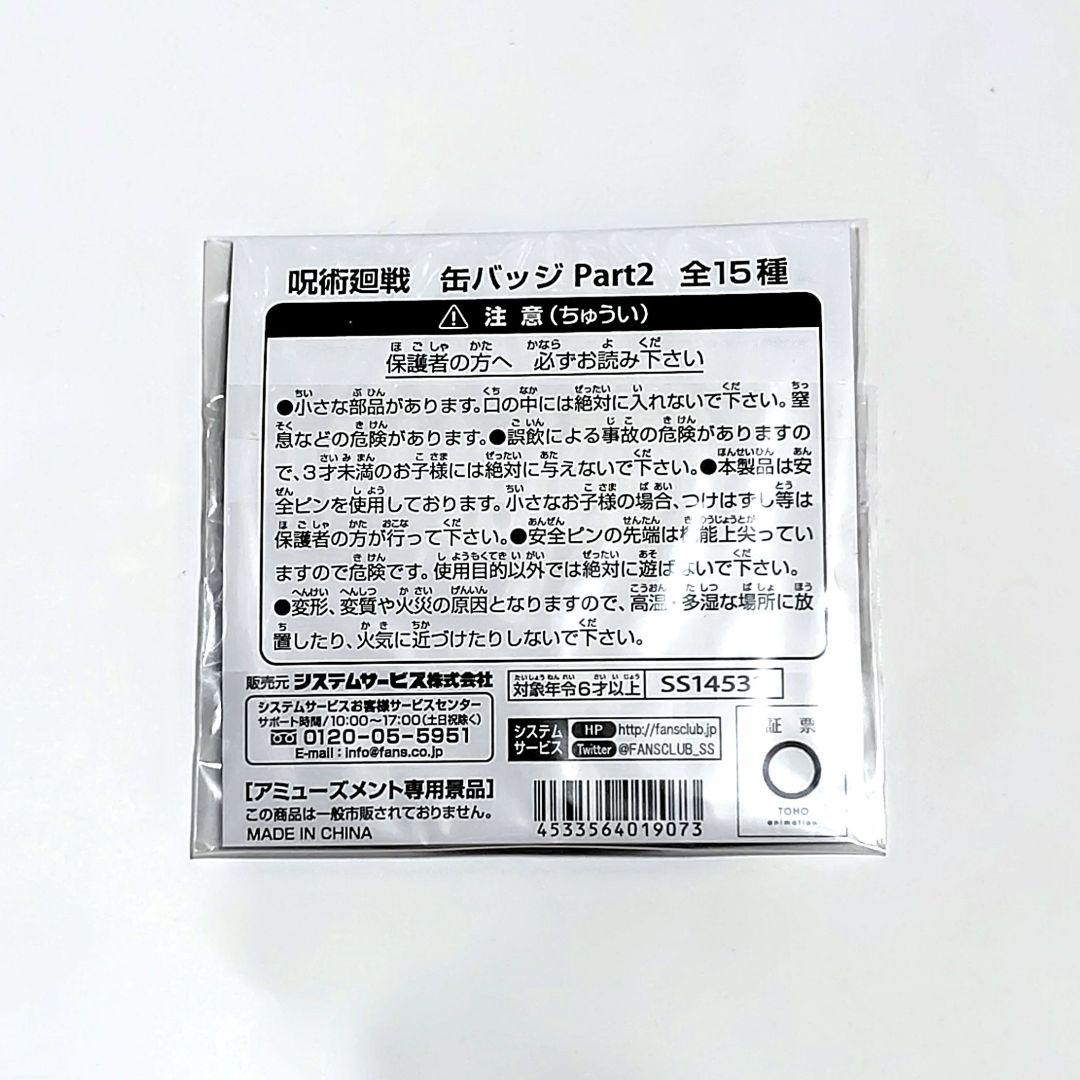 呪術廻戦 缶バッジ Part2 全15種
注意(ちゅうい)
保護者の方へ 必ずお読み下さい
●小さな部品があります。口の中には絶対に入れないで下さい。窒
息などの危険があります。●誤飲による事故の危険がありますの
で、3才未満のお子様には絶対に与えないで下さい。●本製品は安
全ピンを使用しております。小さなお子様の場合、つけはずし等は
保護者の方が行って下さい。●安全ピンの先端は機能上尖ってい
ますので危険です。使用目的以外では絶対に遊ばないで下さい。
●変形、変質や火災の原因となりますので、高温・多湿な場所に放
置したり、火気に近づけたりしないで下さい。
販売元 システムサービス株式会社
システムサービスお客様サービスセンター
サポート時間/10:00〜17:00(土日祝除く)
0120-05-5951
E-mail:info@fans.co.jp
対象年令6才以上
システムサービス
HP http://fansclub.jp
Twitter @FANSCLUB_SS
証票
TOHO
animation
[アミューズメント専用景品]
この商品は一般市販されておりません。
MADE IN CHINA
4533564019073